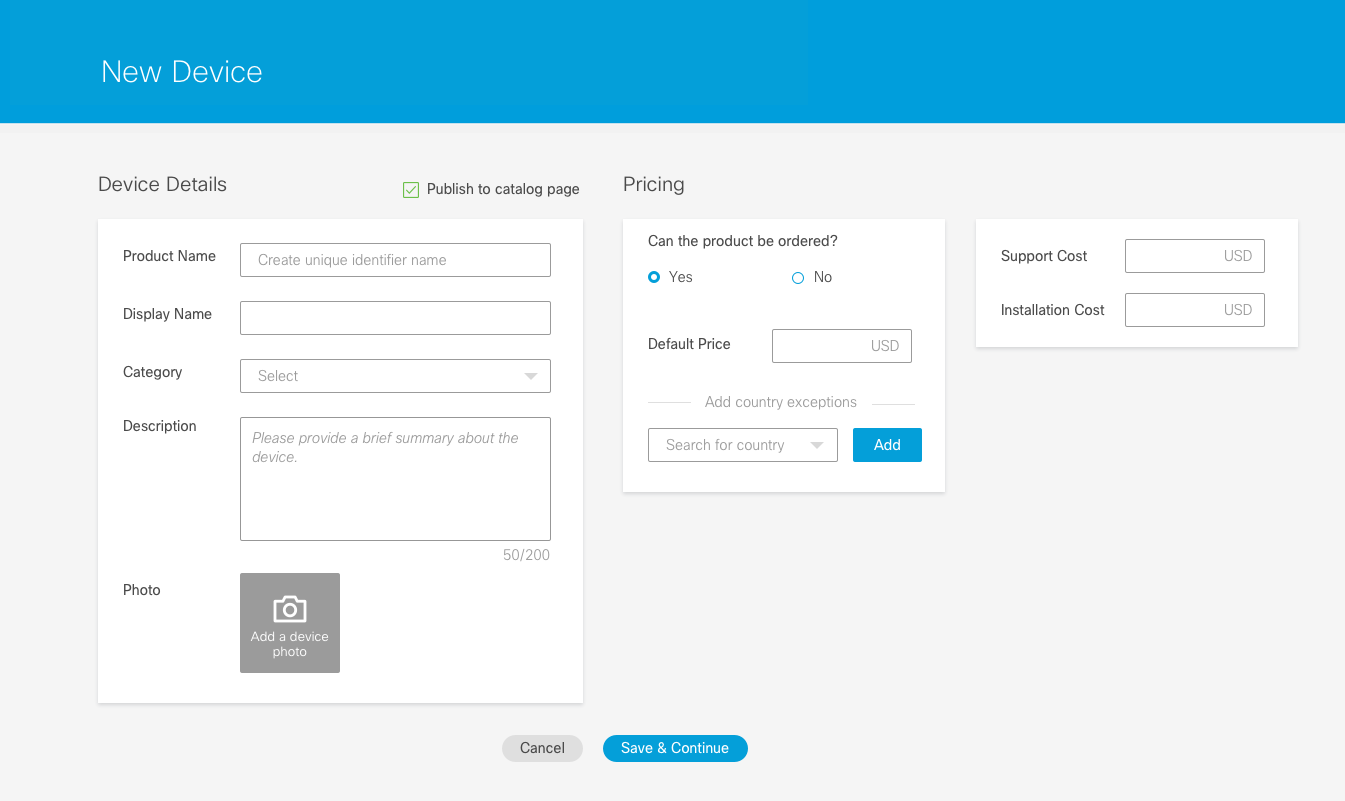 New Device
Device Details
Publish to catalog page
Product Name
Create unique identifier name
Display Name
Category
Select
Description
Please provide a brief summary about the
device.
50/200
Photo
Add a device
photo
Pricing
Can the product be ordered?
Yes
No
Default Price
USD
Add country exceptions
Search for country
Add
Support Cost
USD
Installation Cost
USD
Cancel
Save & Continue